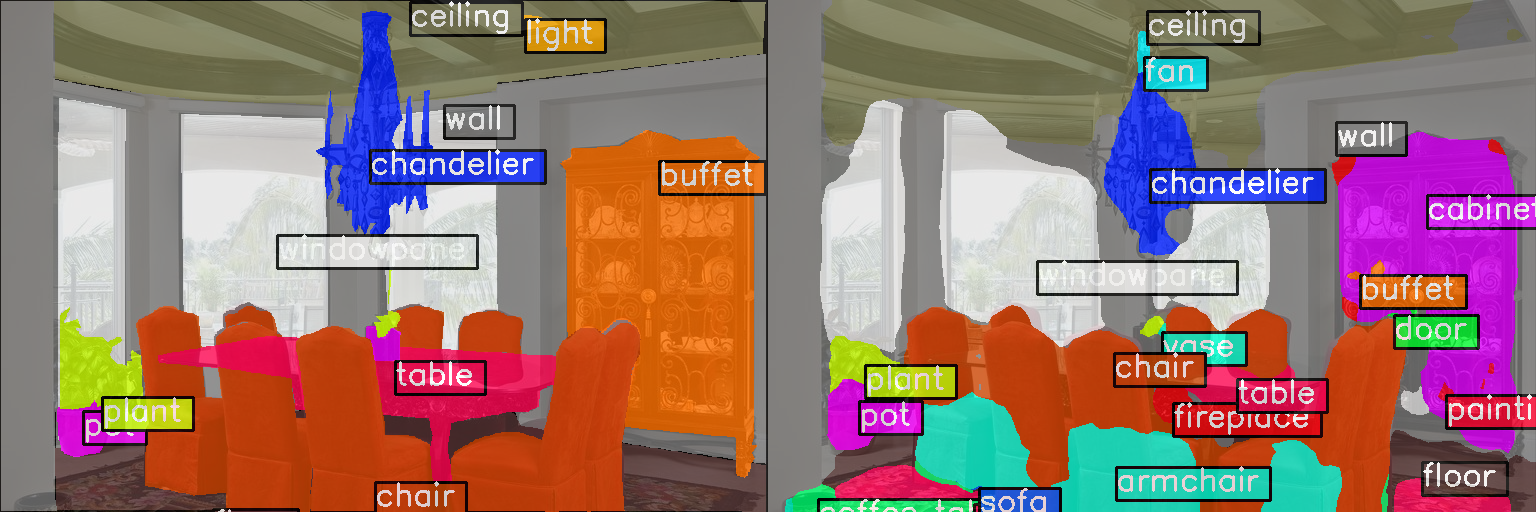 ceiling
light
wall
chandelier
buffet
windowpane
table
plant
chair
ceiling
fan
wall
chandelier
cabinet
windowpane
buffet
door
vase
chair
plant
table
pot
fireplace
armchair
floor
sofa